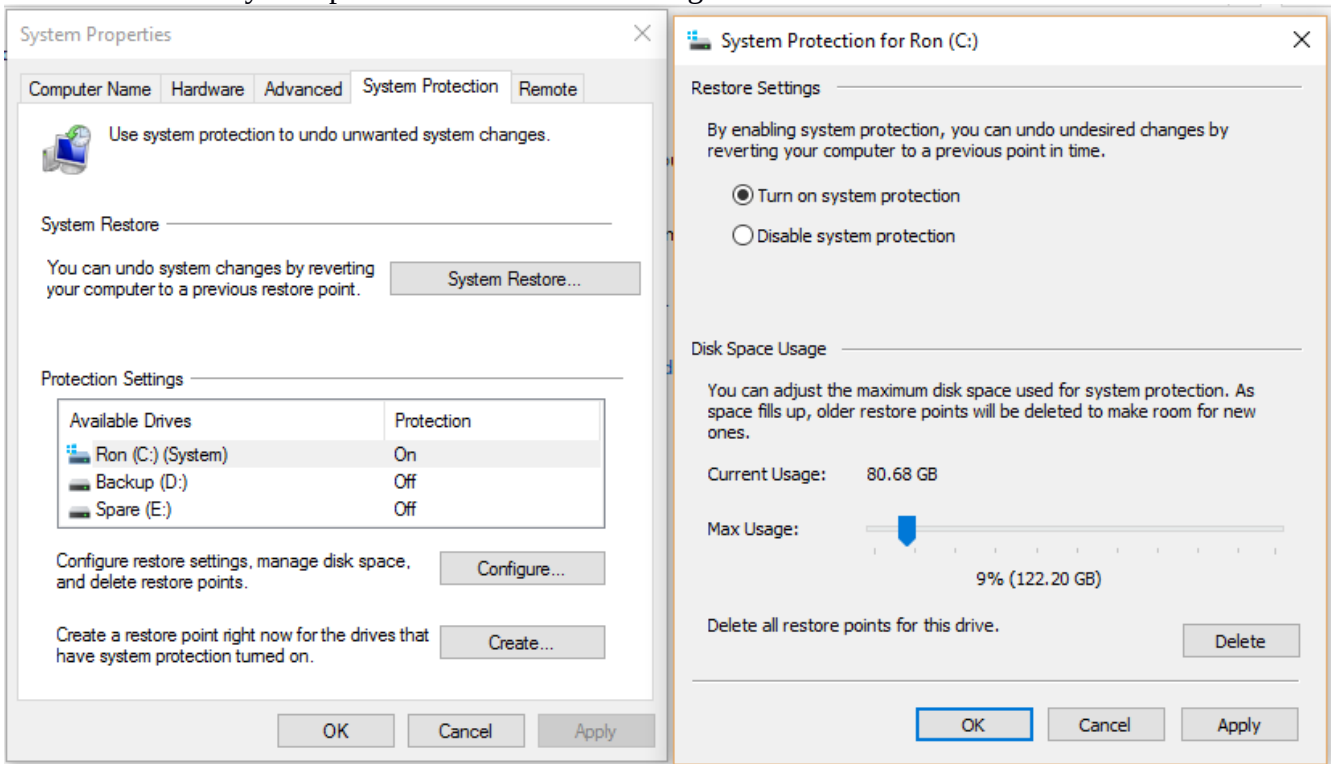 System Properties
Computer Name Hardware Advanced System Protection Remote
Use system protection to undo unwanted system changes.
System Restore
You can undo system changes by reverting
your computer to a previous restore point.
System Restore...
Protection Settings
Available Drives Protection
Ron (C:) (System) On
Backup (D:) Off
Spare (E:) Off
Configure restore settings, manage disk space,
and delete restore points.
Configure...
Create a restore point right now for the drives that
have system protection turned on.
Create...
OK Cancel Apply
System Protection for Ron (C:)
Restore Settings
By enabling system protection, you can undo undesired changes by
reverting your computer to a previous point in time.
Turn on system protection
Disable system protection
Disk Space Usage
You can adjust the maximum disk space used for system protection. As
space fills up, older restore points will be deleted to make room for new
ones.
Current Usage: 80.68 GB
Max Usage:
9% (122.20 GB)
Delete all restore points for this drive.
Delete
OK Cancel Apply